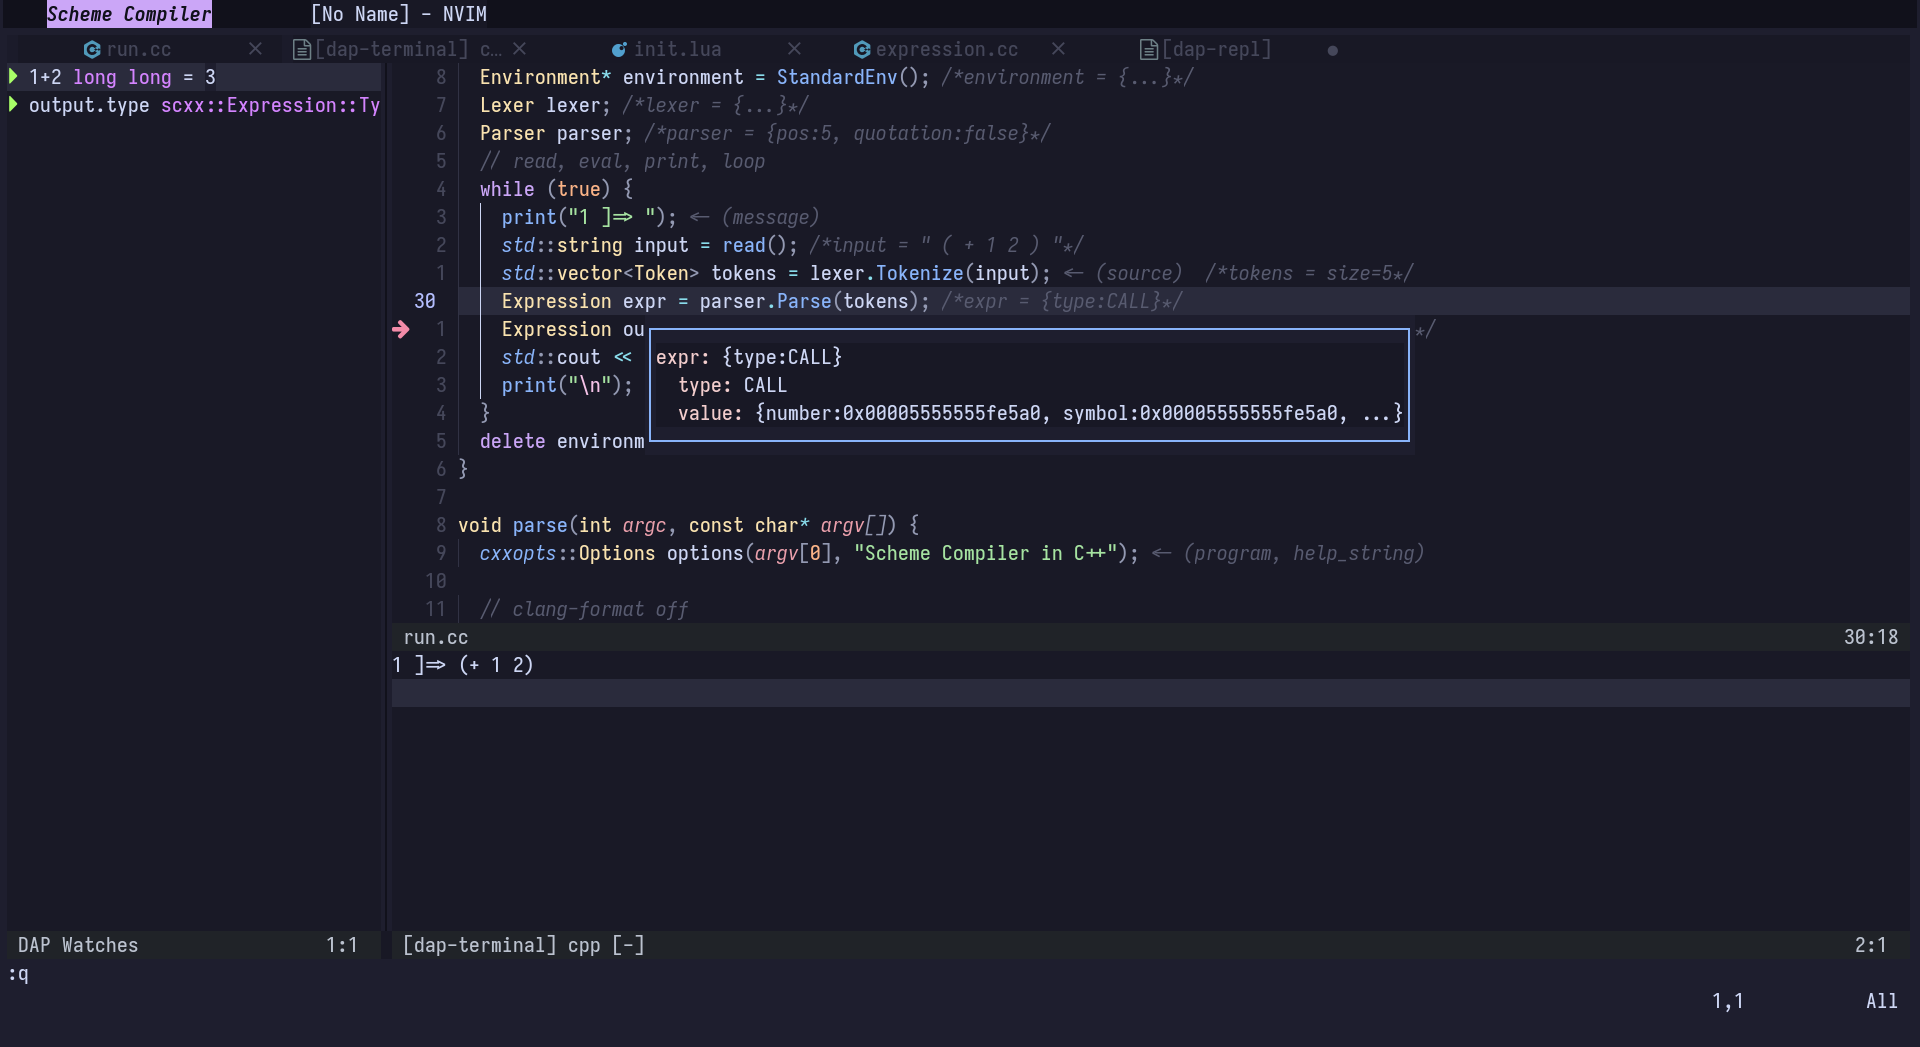 Scheme Compiler [No Name] - NVIM
run.cc × [dap-terminal] c… × init.lua × expression.cc × [dap-repl] ●
1+2 long long = 3
output.type scxx::Expression::Ty
8 Environment* environment = StandardEnv(); /*environment = {...}*/
7 Lexer lexer; /*lexer = {...}*/
6 Parser parser; /*parser = {pos:5, quotation:false}*/
5 // read, eval, print, loop
4 while (true) {
3 print("1 ]=> "); <- (message)
2 std::string input = read(); /*input = " ( + 1 2 ) "*/
1 std::vector<Token> tokens = lexer.Tokenize(input); <- (source) /*tokens = size=5*/
30 Expression expr = parser.Parse(tokens); /*expr = {type:CALL}*/
1 Expression ou */
2 std::cout <<
3 print("\n");
4 }
5 delete environm
6 }
7
expr: {type:CALL}
type: CALL
value: {number:0x00005555555fe5a0, symbol:0x00005555555fe5a0, ...}
8 void parse(int argc, const char* argv[]) {
9 cxxopts::Options options(argv[0], "Scheme Compiler in C++"); <- (program, help_string)
10
11 // clang-format off
run.cc 30:18
1 ]=> (+ 1 2)
DAP Watches 1:1 [dap-terminal] cpp [-] 2:1
:q
1,1 All